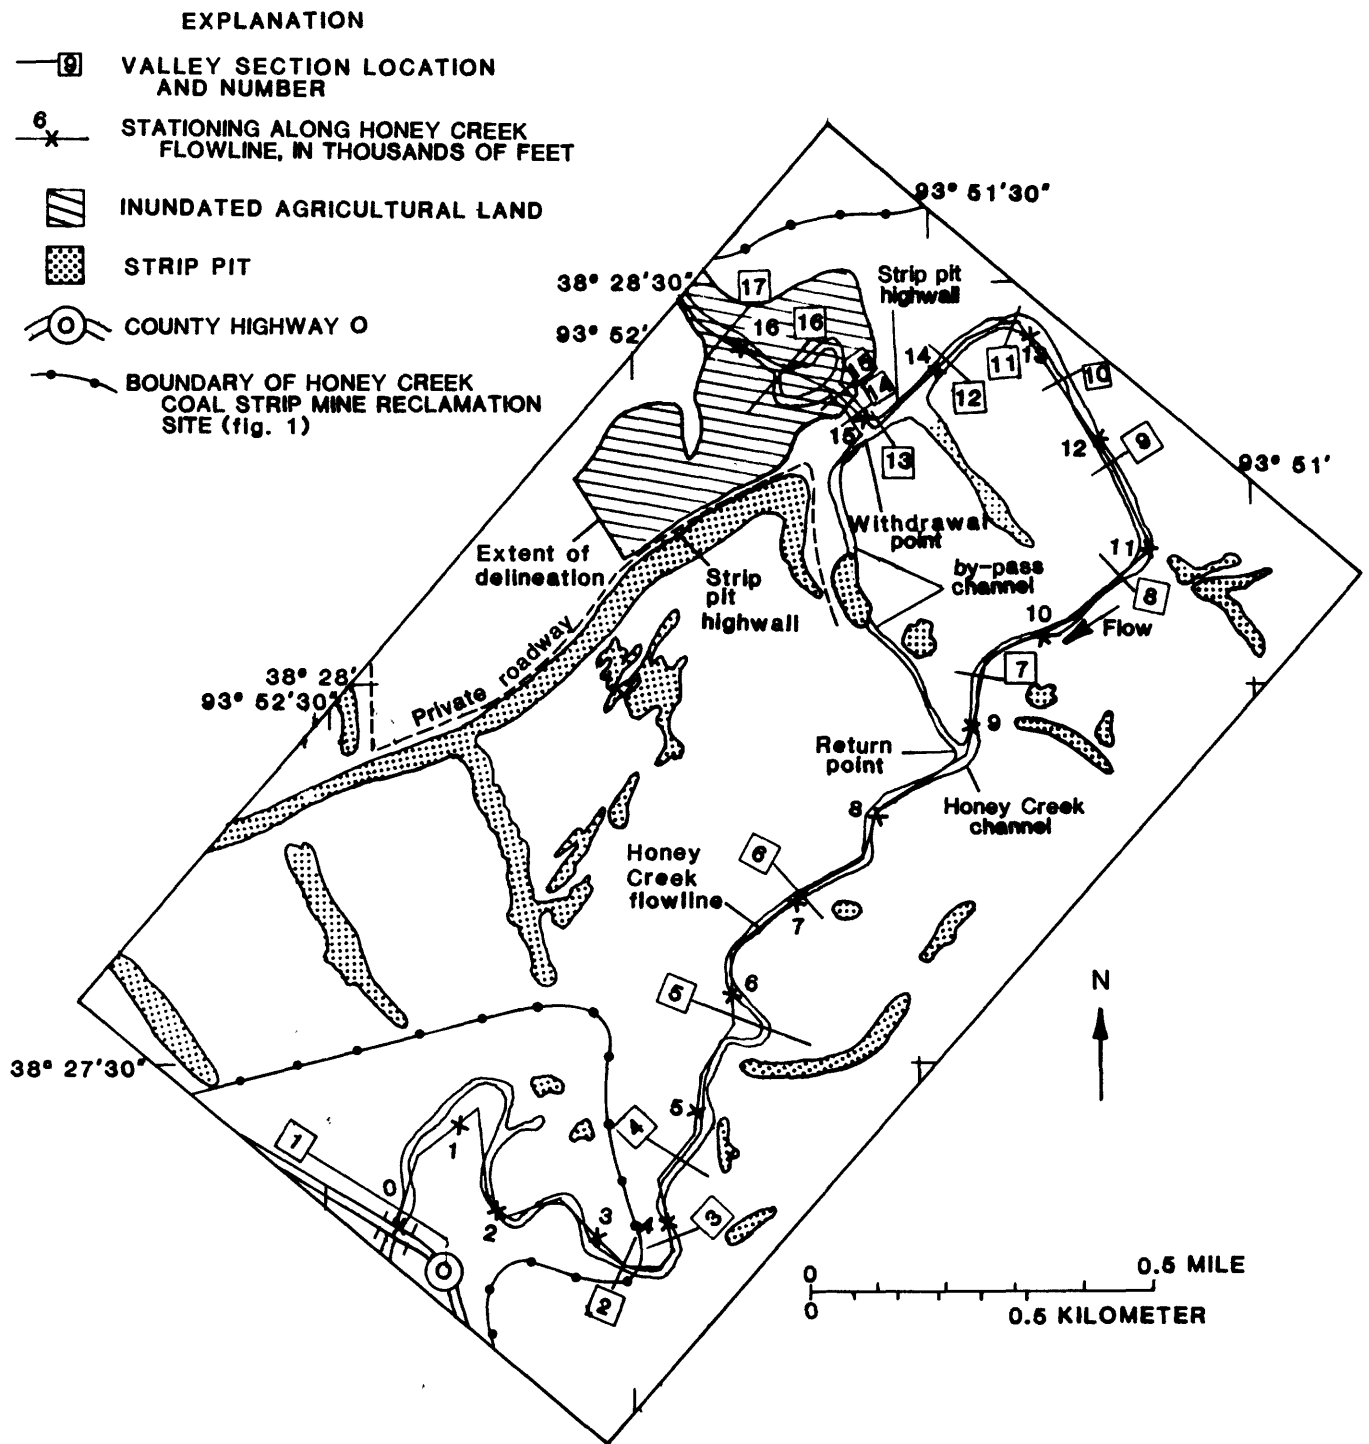 EXPLANATION
9
VALLEY SECTION LOCATION
AND NUMBER
6
STATIONING ALONG HONEY CREEK
FLOWLINE, IN THOUSANDS OF FEET
INUNDATED AGRICULTURAL LAND
STRIP PIT
O
COUNTY HIGHWAY O
BOUNDARY OF HONEY CREEK
COAL STRIP MINE RECLAMATION
SITE (fig. 1)
93° 51'30"
38° 28'30"
93° 52'
17
Strip pit
highwall
16
16
15
14
14
11
13
10
12
15
13
12
9
93° 51'
Withdrawal
point
Extent of
delineation
Strip
pit
highwall
by-pass
channel
11
8
10
Flow
7
Private roadway
38° 28'
93° 52'30"
9
Return
point
8
Honey Creek
channel
Honey
Creek
flowline
6
7
5
6
N
38° 27'30"
5
4
1
1
0
2
3
4
3
O
2
0
0.5 MILE
0
0.5 KILOMETER